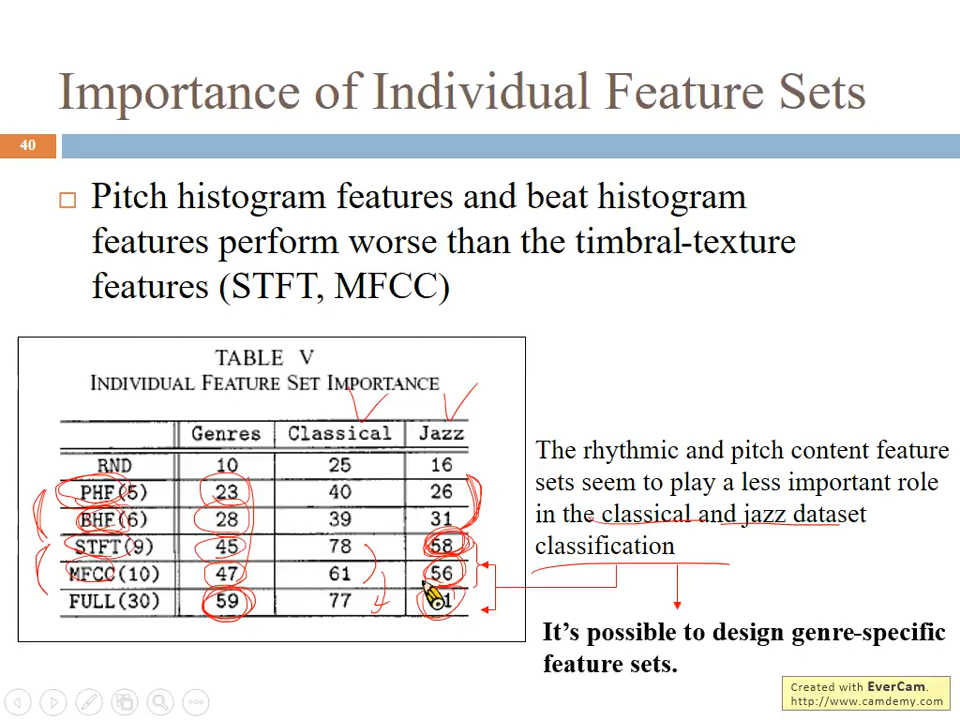 Importance of Individual Feature Sets
40
Pitch histogram features and beat histogram
features perform worse than the timbral-texture
features (STFT, MFCC)
TABLE V
INDIVIDUAL FEATURE SET IMPORTANCE
Genres Classical Jazz
RND 10 25 16
PHF(5) 23 40 26
BHF(6) 28 39 31
STFT(9) 45 78 58
MFCC(10) 47 61 56
FULL(30) 59 77
The rhythmic and pitch content feature
sets seem to play a less important role
in the classical and jazz dataset
classification
It's possible to design genre-specific
feature sets.
Created with EverCam.
http://www.camdemy.com